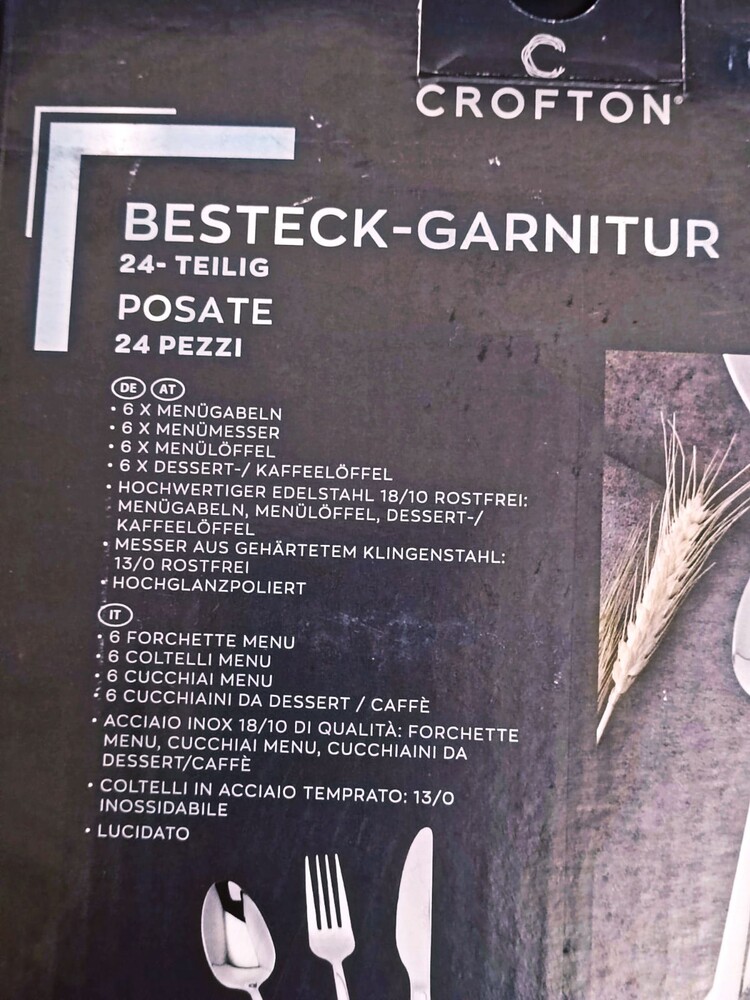 C
CROFTON®
BESTECK-GARNITUR
24- TEILIG
POSATE
24 PEZZI
DE AT
• 6 X MENÜGABELN
• 6 X MENÜMESSER
• 6 X MENÜLÖFFEL
• 6 X DESSERT-/ KAFFEELÖFFEL
• HOCHWERTIGER EDELSTAHL 18/10 ROSTFREI:
MENÜGABELN, MENÜLÖFFEL, DESSERT-/
KAFFEELÖFFEL
• MESSER AUS GEHÄRTETEM KLINGENSTAHL:
13/0 ROSTFREI
• HOCHGLANZPOLIERT
IT
• 6 FORCHETTE MENU
• 6 COLTELLI MENU
• 6 CUCCHIAI MENU
• 6 CUCCHIAINI DA DESSERT / CAFFÈ
• ACCIAIO INOX 18/10 DI QUALITÀ: FORCHETTE
MENU, CUCCHIAI MENU, CUCCHIAINI DA
DESSERT/CAFFÈ
• COLTELLI IN ACCIAIO TEMPRATO: 13/0
INOSSIDABILE
• LUCIDATO